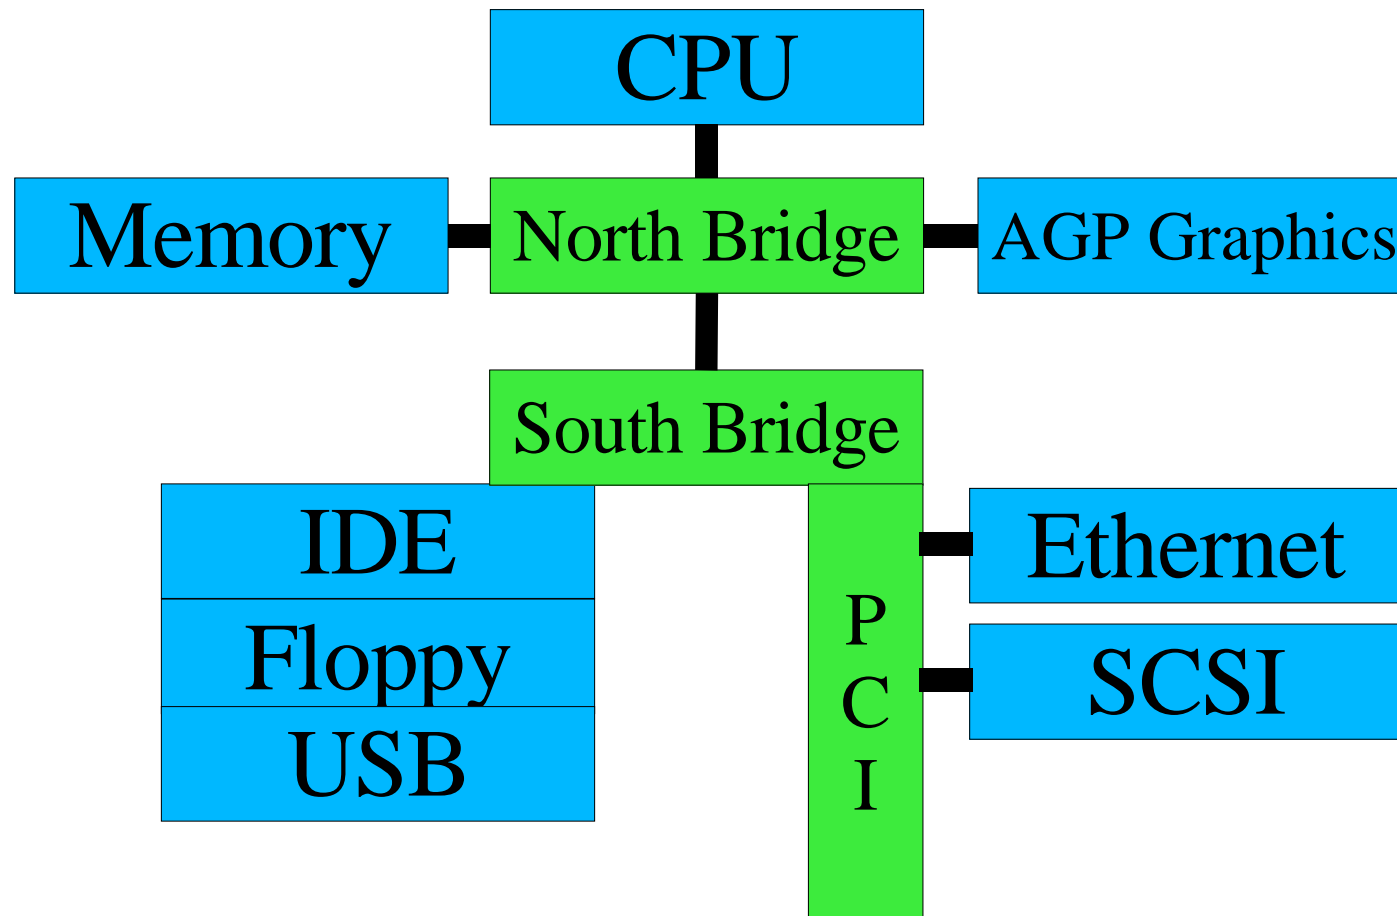 CPU
Memory
North Bridge
AGP Graphics
South Bridge
IDE
Floppy
USB
P
C
I
Ethernet
SCSI